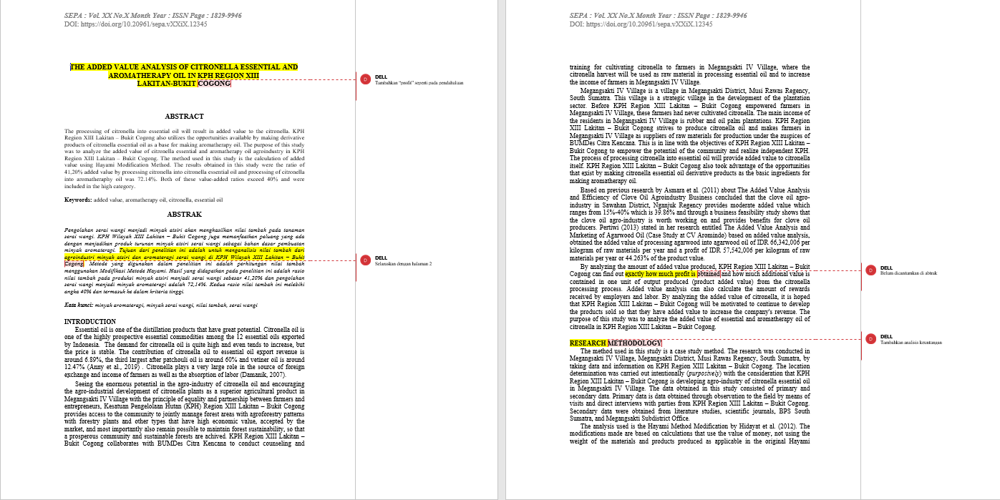 SEPA : Vol. XX No.X Month Year : ISSN Page : 1829-9946
DOI: https://doi.org/10.20961/sepa.vXXiX.12345
THE ADDED VALUE ANALYSIS OF CITRONELLA ESSENTIAL AND
AROMATHERAPY OIL IN KPH REGION XIII
LAKITAN-BUKIT COGONG
DELL
Tambahkan "profit" seperti pada pendahuluan
ABSTRACT
The processing of citronella into essential oil will result in added value to the citronella. KPH
Region XIII Lakitan – Bukit Cogong also utilizes the opportunities available by making derivative
products of citronella essential oil as a base for making aromatherapy oil. The purpose of this study
was to analyze the added value of citronella essential and aromatherapy oil agroindustry in KPH
Region XIII Lakitan – Bukit Cogong. The method used in this study is the calculation of added
value using Hayami Modification Method. The results obtained in this study were the ratio of
41,20% added value by processing citronella into citronella essential oil and processing of citronella
into aromatheraphy oil was 72.14%. Both of these value-added ratios exceed 40% and were
included in the high category.
Keywords: added value, aromatherapy oil, citronella, essential oil
ABSTRAK
Pengolahan serai wangi menjadi minyak atsiri akan menghasilkan nilai tambah pada tanaman
serai wangi. KPH Wilayah XIII Lakitan – Bukit Cogong juga memanfaatkan peluang yang ada
dengan menjadikan produk turunan minyak atsiri serai wangi sebagai bahan dasar pembuatan
minyak aromaterapi. Tujuan dari penelitian ini adalah untuk menganalisis nilai tambah dari
agroindustri minyak atsiri dan aromaterapi serai wangi di KPH Wilayah XIII Lakitan – Bukit
Cogong. Metode yang digunakan dalam penelitian ini adalah perhitungan nilai tambah
menggunakan Modifikasi Metode Hayami. Hasil yang didapatkan pada penelitian ini adalah rasio
nilai tambah pada produksi minyak atsiri menjadi serai wangi sebesar 41,20% dan pengolahan
serai wangi menjadi minyak aromaterapi adalah 72,14%. Kedua rasio nilai tambah ini melebihi
angka 40% dan termasuk ke dalam kriteria tinggi.
DELL
Selaraskan dengan halaman 2
Kata kunci: minyak aromaterapi, minyak serai wangi, nilai tambah, serai wangi
INTRODUCTION
Essential oil is one of the distillation products that have great potential. Citronella oil is
one of the highly prospective essential commodities among the 12 essential oils exported
by Indonesia. The demand for citronella oil is quite high and even tends to increase, but
the price is stable. The contribution of citronella oil to essential oil export revenue is
around 6.89%, the third largest after patchouli oil is around 60% and vetiner oil is around
12.47% (Anny et al., 2019) . Citronella plays a very large role in the source of foreign
exchange and income of farmers as well as the absorption of labor (Damanik, 2007).
Seeing the enormous potential in the agro-industry of citronella oil and encouraging
the agro-industrial development of citronella plants as a superior agricultural product in
Megangsakti IV Village with the principle of equality and partnership between farmers and
entrepreneurs, Kesatuan Pengelolaan Hutan (KPH) Region XIII Lakitan – Bukit Cogong
provides access to the community to jointly manage forest areas with agroforestry patterns
with forestry plants and other types that have high economic value, accepted by the
market, and most importantly also remain possible to maintain forest sustainability, so that
a prosperous community and sustainable forests are achived. KPH Region XIII Lakitan –
Bukit Cogong collaborates with BUMDes Citra Kencana to conduct counseling and
SEPA : Vol. XX No.X Month Year : ISSN Page : 1829-9946
DOI: https://doi.org/10.20961/sepa.vXXiX.12345
training for cultivating citronella to farmers in Megangsakti IV Village, where the
citronella harvest will be used as raw material in processing essential oil and to increase
the income of farmers in Megangsakti IV Village.
Megangsakti IV Village is a village in Megangsakti District, Musi Rawas Regency,
South Sumatra. This village is a strategic village in the development of the plantation
sector. Before KPH Region XIII Lakitan – Bukit Cogong empowered farmers in
Megangsakti IV Village, these farmers had never cultivated citronella. The main income of
the residents in Megangsakti IV Village is rubber and oil palm plantations. KPH Region
XIII Lakitan – Bukit Cogong strives to produce citronella oil and makes farmers in
Megangsakti IV Village as suppliers of raw materials for production under the auspices of
BUMDes Citra Kencana. This is in line with the objectives of KPH Region XIII Lakitan –
Bukit Cogong to empower the potential of the community and realize independent KPH.
The process of processing citronella into essential oil will provide added value to citronella
itself. KPH Region XIII Lakitan – Bukit Cogong also took advantage of the opportunities
that exist by making citronella essential oil derivative products as the basic ingredients for
making aromatherapy oil.
Based on previous research by Asmara et al. (2011) about The Added Value Analysis
and Efficiency of Clove Oil Agroindustry Business concluded that the clove oil agro-
industry in Sawahan District, Nganjuk Regency provides moderate added value which
ranges from 15%-40% which is 39.86% and through a business feasibility study shows that
the clove oil agro-industry is worth working on and provides benefits for clove oil
producers. Pertiwi (2013) stated in her research entitled The Added Value Analysis and
Marketing of Agarwood Oil (Case Study at CV Aromindo) based on added value analysis,
obtained the added value of processing agarwood into agarwood oil of IDR 66,342,006 per
kilogram of raw materials per year and a profit of IDR 57,542,006 per kilogram of raw
materials per year or 44.263% of the product value.
By analyzing the amount of added value produced, KPH Region XIII Lakitan – Bukit
Cogong can find out exactly how much profit is obtained and how much additional value is
contained in one unit of output produced (product added value) from the citronella
processing process. Added value analysis can also calculate the amount of rewards
received by employers and labor. By analyzing the added value of citronella, it is hoped
that KPH Region XIII Lakitan – Bukit Cogong will be motivated to continue to develop
the products sold so that they have added value to increase the company's revenue. The
purpose of this study was to analyze the added value of essential and aromatherapy oil of
citronella in KPH Region XIII Lakitan – Bukit Cogong.
DELL
Belum dicantumkan di abtrak
RESEARCH METHODOLOGY
DELL
Tambahkan analisis keuntungan
The method used in this study is a case study method. The research was conducted in
Megangsakti IV Village, Megangsakti District, Musi Rawas Regency, South Sumatra, by
taking data and information on KPH Region XIII Lakitan – Bukit Cogong. The location
determination was carried out intentionally (purposively) with the consideration that KPH
Region XIII Lakitan – Bukit Cogong is developing agro-industry of citronella essential oil
in Megangsakti IV Village. The data obtained in this study consisted of primary and
secondary data. Primary data is data obtained through observation to the field by means of
visits and direct interviews with parties from KPH Region XIII Lakitan – Bukit Cogong.
Secondary data were obtained from literature studies, scientific journals, BPS South
Sumatra, and Megangsakti Subdistrict Office.
The analysis used is the Hayami Method Modification by Hidayat et al. (2012). The
modifications made are based on calculations that use the value of money, not using the
weight of the materials and products produced as applicable in the original Hayami